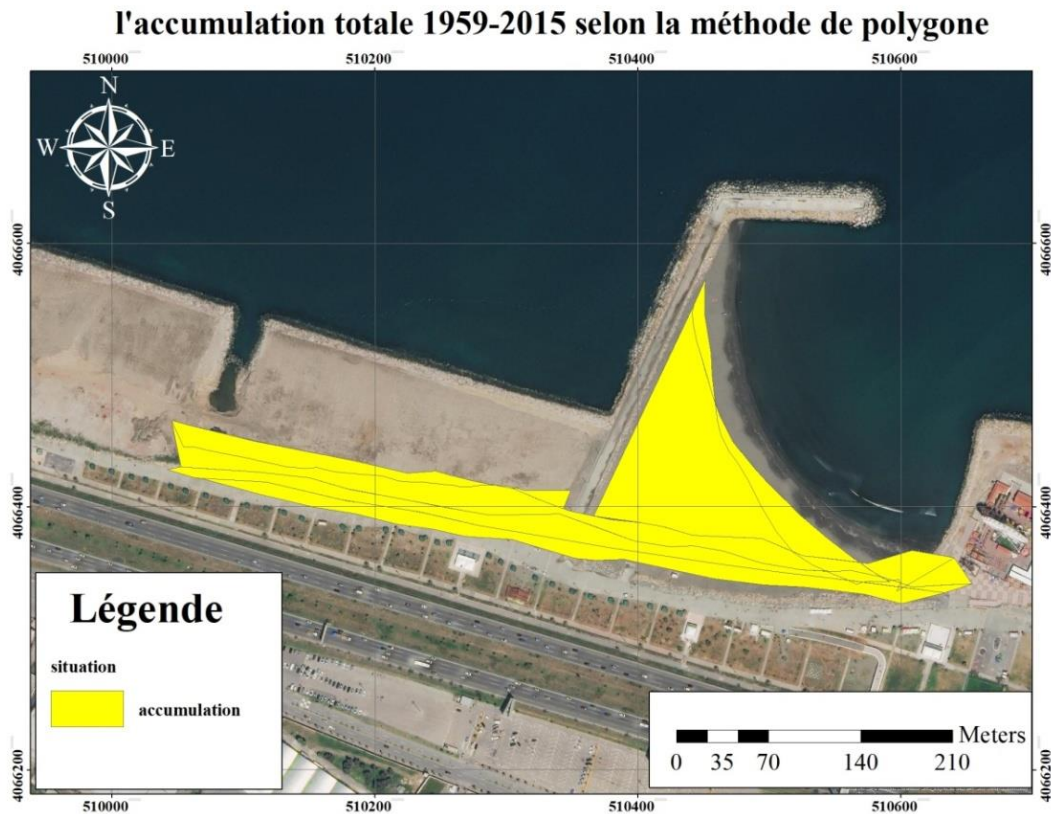 l'accumulation totale 1959-2015 selon la méthode de polygone
510000 510200 510400 510600
N
W E
S
4066600 4066600
4066400 4066400
Légende
situation
accumulation
Meters
0 35 70 140 210
4066200 4066200
510000 510200 510400 510600